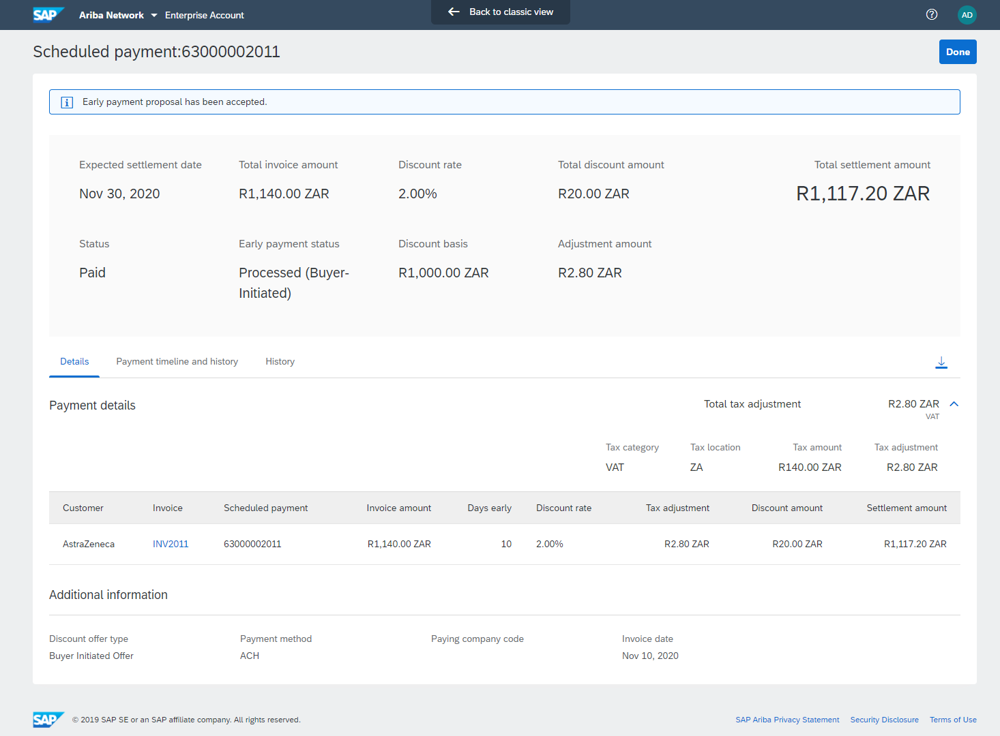 SAP Ariba Network Enterprise Account
Back to classic view
AD
Scheduled payment:63000002011
Done
Early payment proposal has been accepted.
Expected settlement date
Nov 30, 2020
Total invoice amount
R1,140.00 ZAR
Discount rate
2.00%
Total discount amount
R20.00 ZAR
Total settlement amount
R1,117.20 ZAR
Status
Paid
Early payment status
Processed (Buyer-
Initiated)
Discount basis
R1,000.00 ZAR
Adjustment amount
R2.80 ZAR
Details Payment timeline and history History
Payment details
Total tax adjustment R2.80 ZAR
VAT
Tax category Tax location Tax amount Tax adjustment
VAT ZA R140.00 ZAR R2.80 ZAR
Customer Invoice Scheduled payment Invoice amount Days early Discount rate Tax adjustment Discount amount Settlement amount
AstraZeneca INV2011 63000002011 R1,140.00 ZAR 10 2.00% R2.80 ZAR R20.00 ZAR R1,117.20 ZAR
Additional information
Discount offer type Payment method Paying company code Invoice date
Buyer Initiated Offer ACH Nov 10, 2020
SAP © 2019 SAP SE or an SAP affiliate company. All rights reserved.
SAP Ariba Privacy Statement Security Disclosure Terms of Use